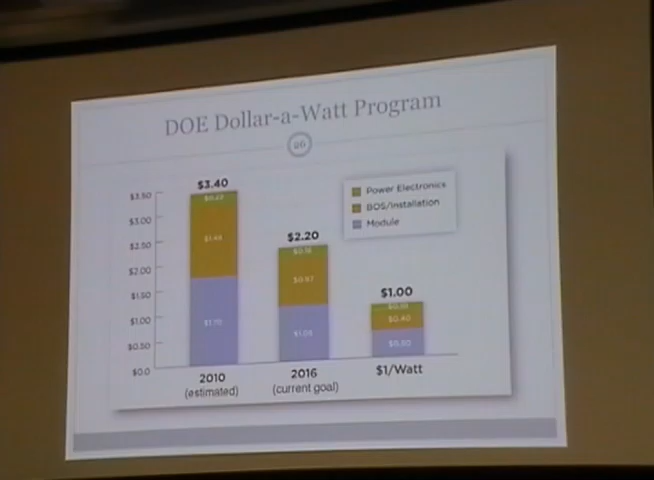 DOE Dollar-a-Watt Program
26
$3.40
$3.50
$3.00
$2.50
$2.00
$1.50
$1.00
$0.50
$0.0
Power Electronics
BOS/Installation
Module
$2.20
$1.00
$0.40
$0.50
2010
(estimated)
2016
(current goal)
$1/Watt